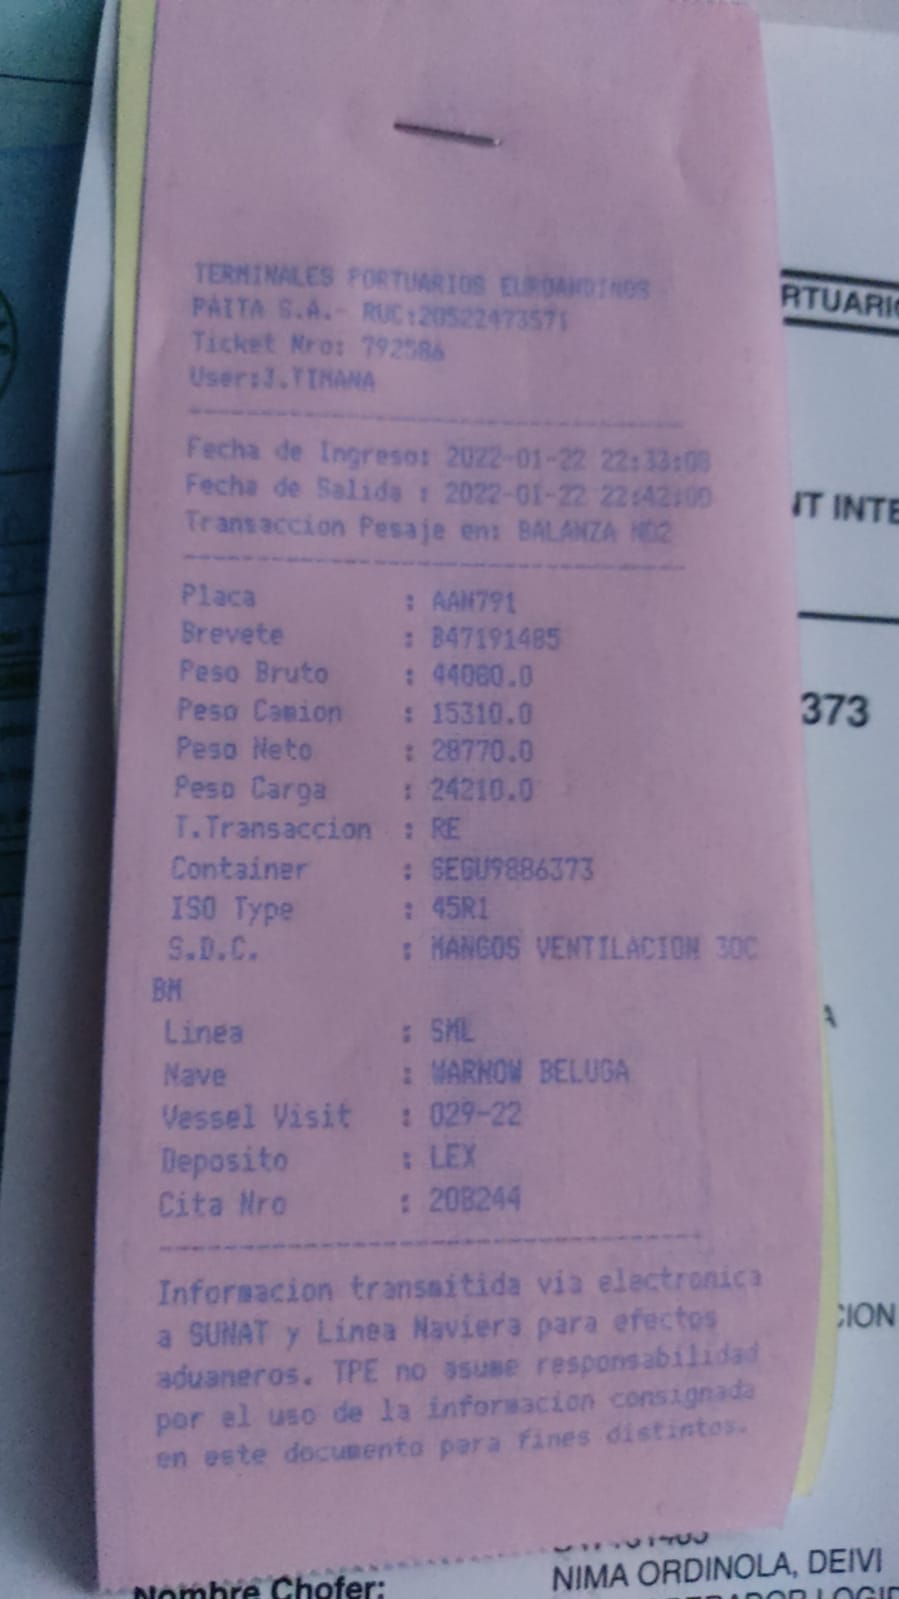 TERMINALES PORTUARIOS EUROANDINOS
PAITA S.A.- RUC:20522473571
Ticket Nro: 792586
User:J.TIMANA
Fecha de Ingreso: 2022-01-22 22:33:08
Fecha de Salida : 2022-01-22 22:42:00
Transaccion Pesaje en: BALANZA N02
Placa : AAN791
Brevete : B47191485
Peso Bruto : 44080.0
Peso Camion : 15310.0
Peso Neto : 28770.0
Peso Carga : 24210.0
T.Transaccion : RE
Container : SEGU9886373
ISO Type : 45R1
S.D.C. : MANGOS VENTILACION 30C
BM
Linea : SML
Nave : WARNOW BELUGA
Vessel Visit : 029-22
Deposito : LEX
Cita Nro : 208244
Informacion transmitida via electronica
a SUNAT y Linea Naviera para efectos
aduaneros. TPE no asume responsabilidad
por el uso de la informacion consignada
en este documento para fines distintos.
RTUARIO
NT INTE
373
A
CION
Nombre Chofer:
NIMA ORDINOLA, DEIVI